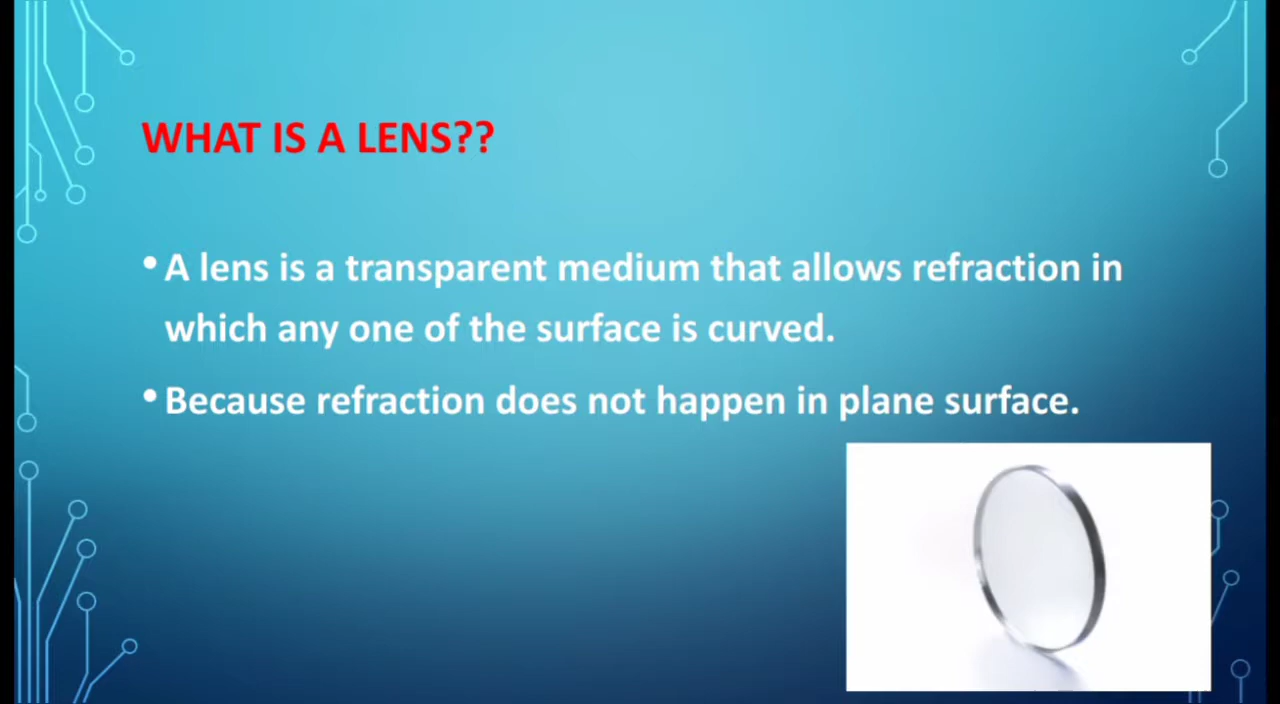 WHAT IS A LENS??
• A lens is a transparent medium that allows refraction in
which any one of the surface is curved.
• Because refraction does not happen in plane surface.